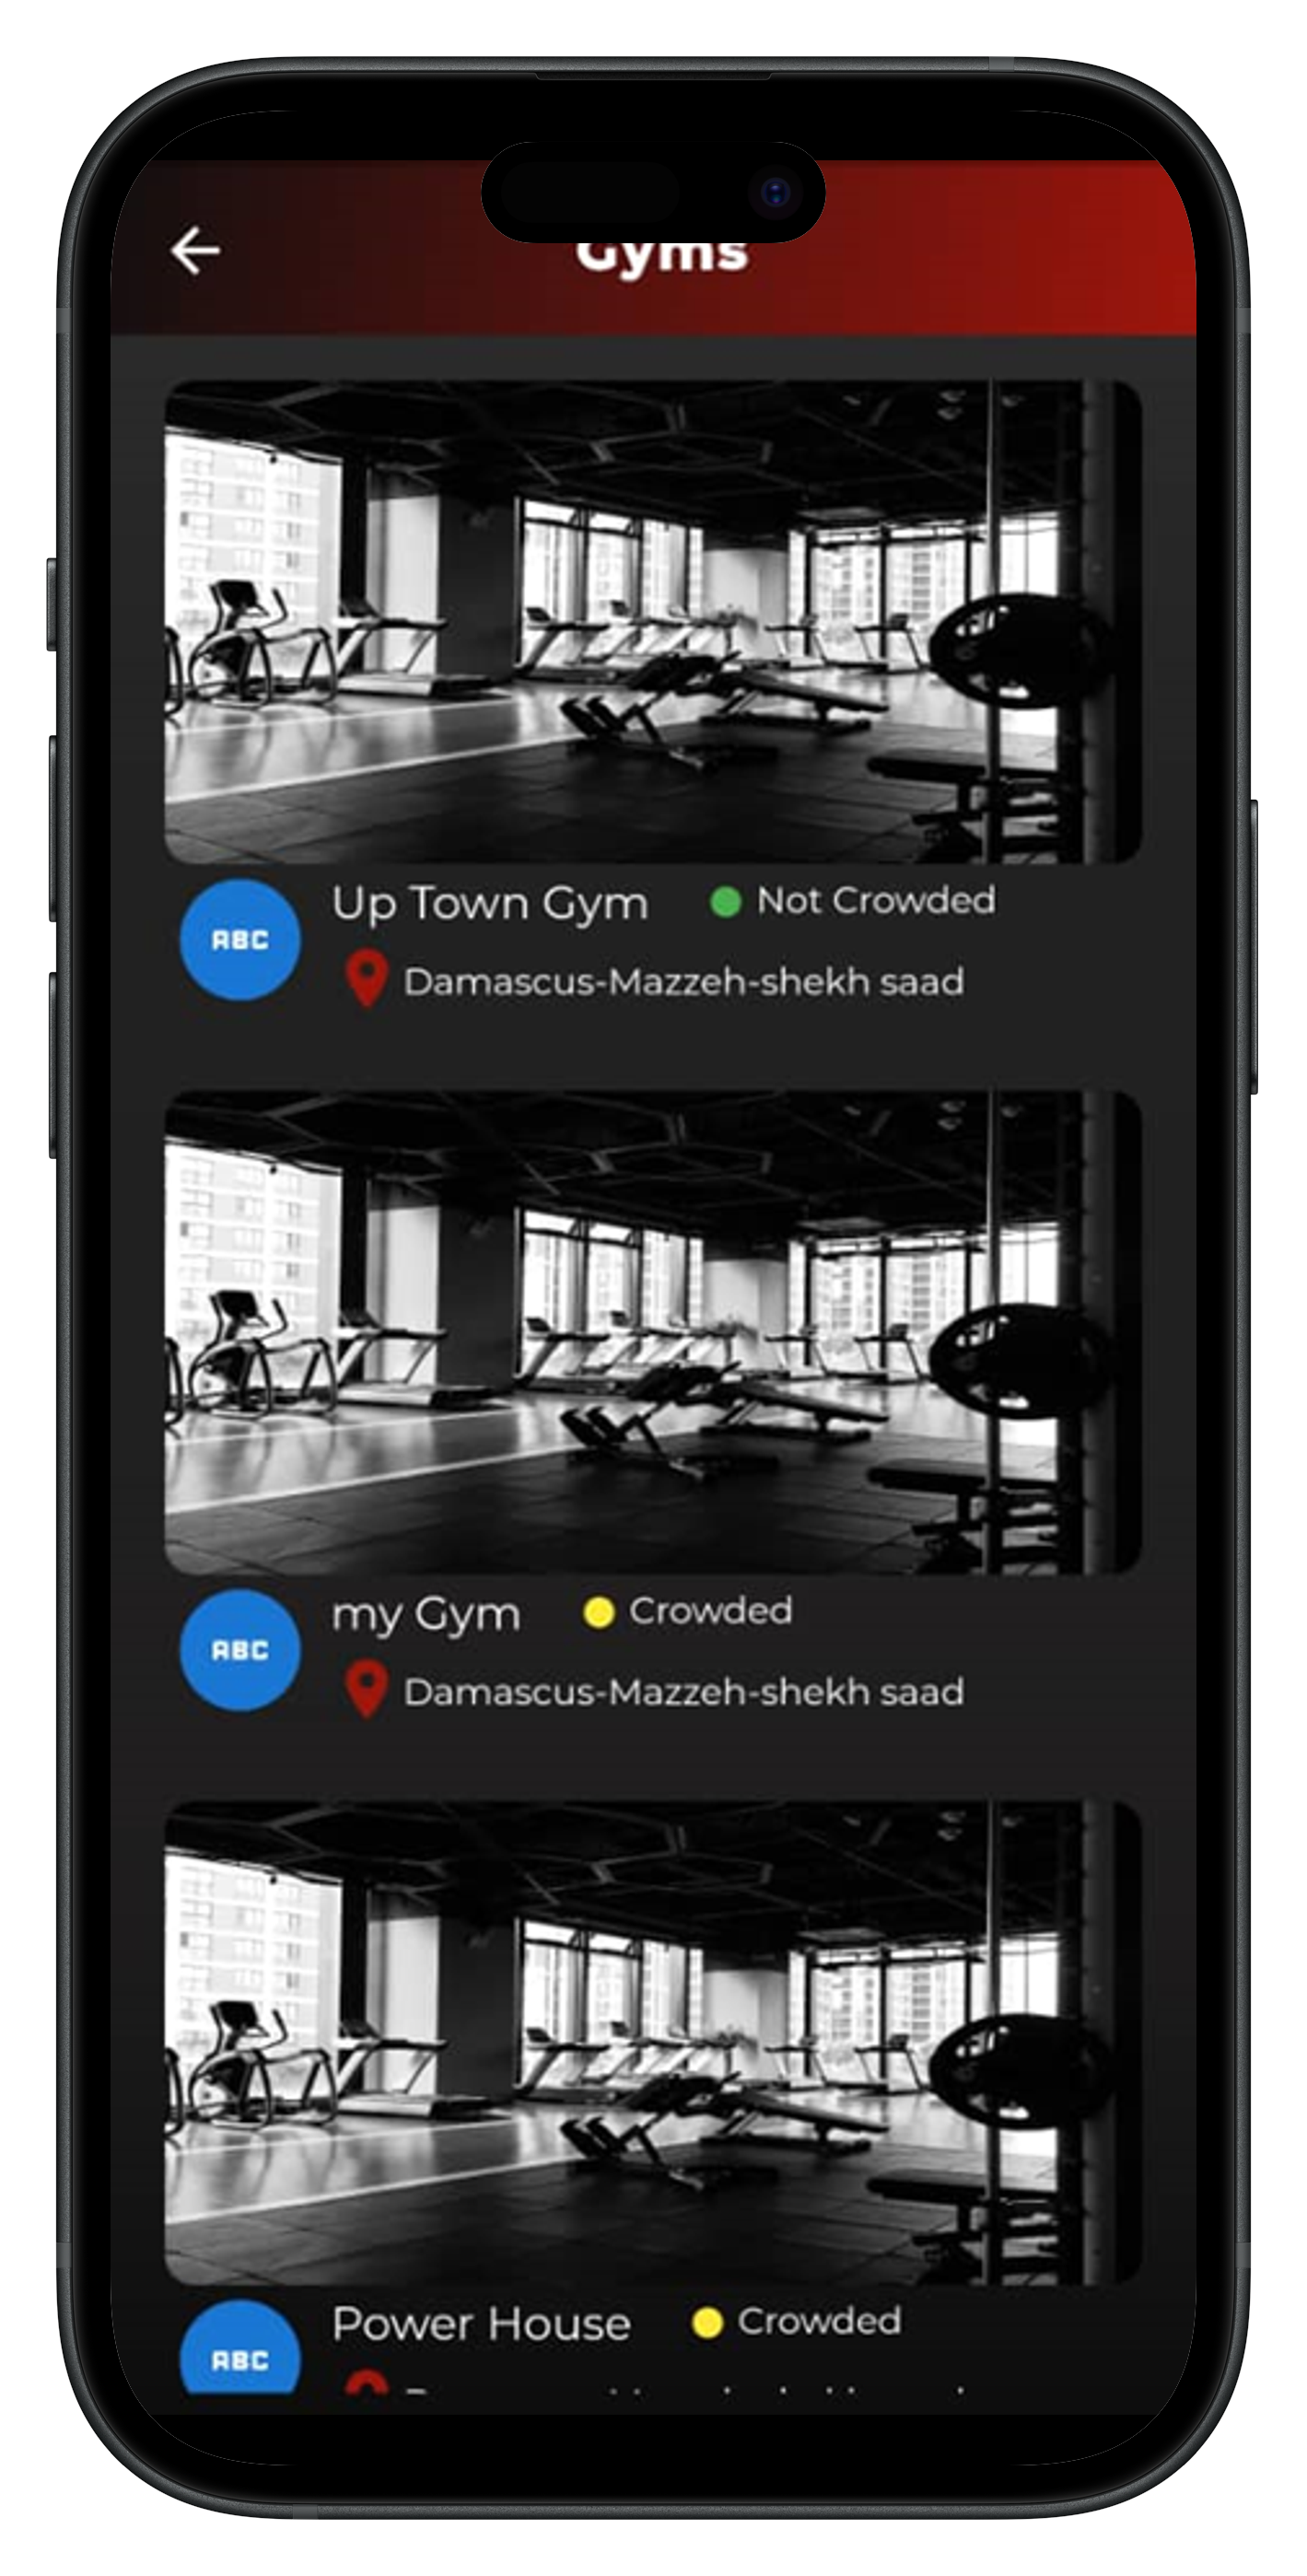 Gyms
Up Town Gym
Not Crowded
ABC
Damascus-Mazzeh-shekh saad
my Gym
Crowded
ABC
Damascus-Mazzeh-shekh saad
Power House
Crowded
ABC